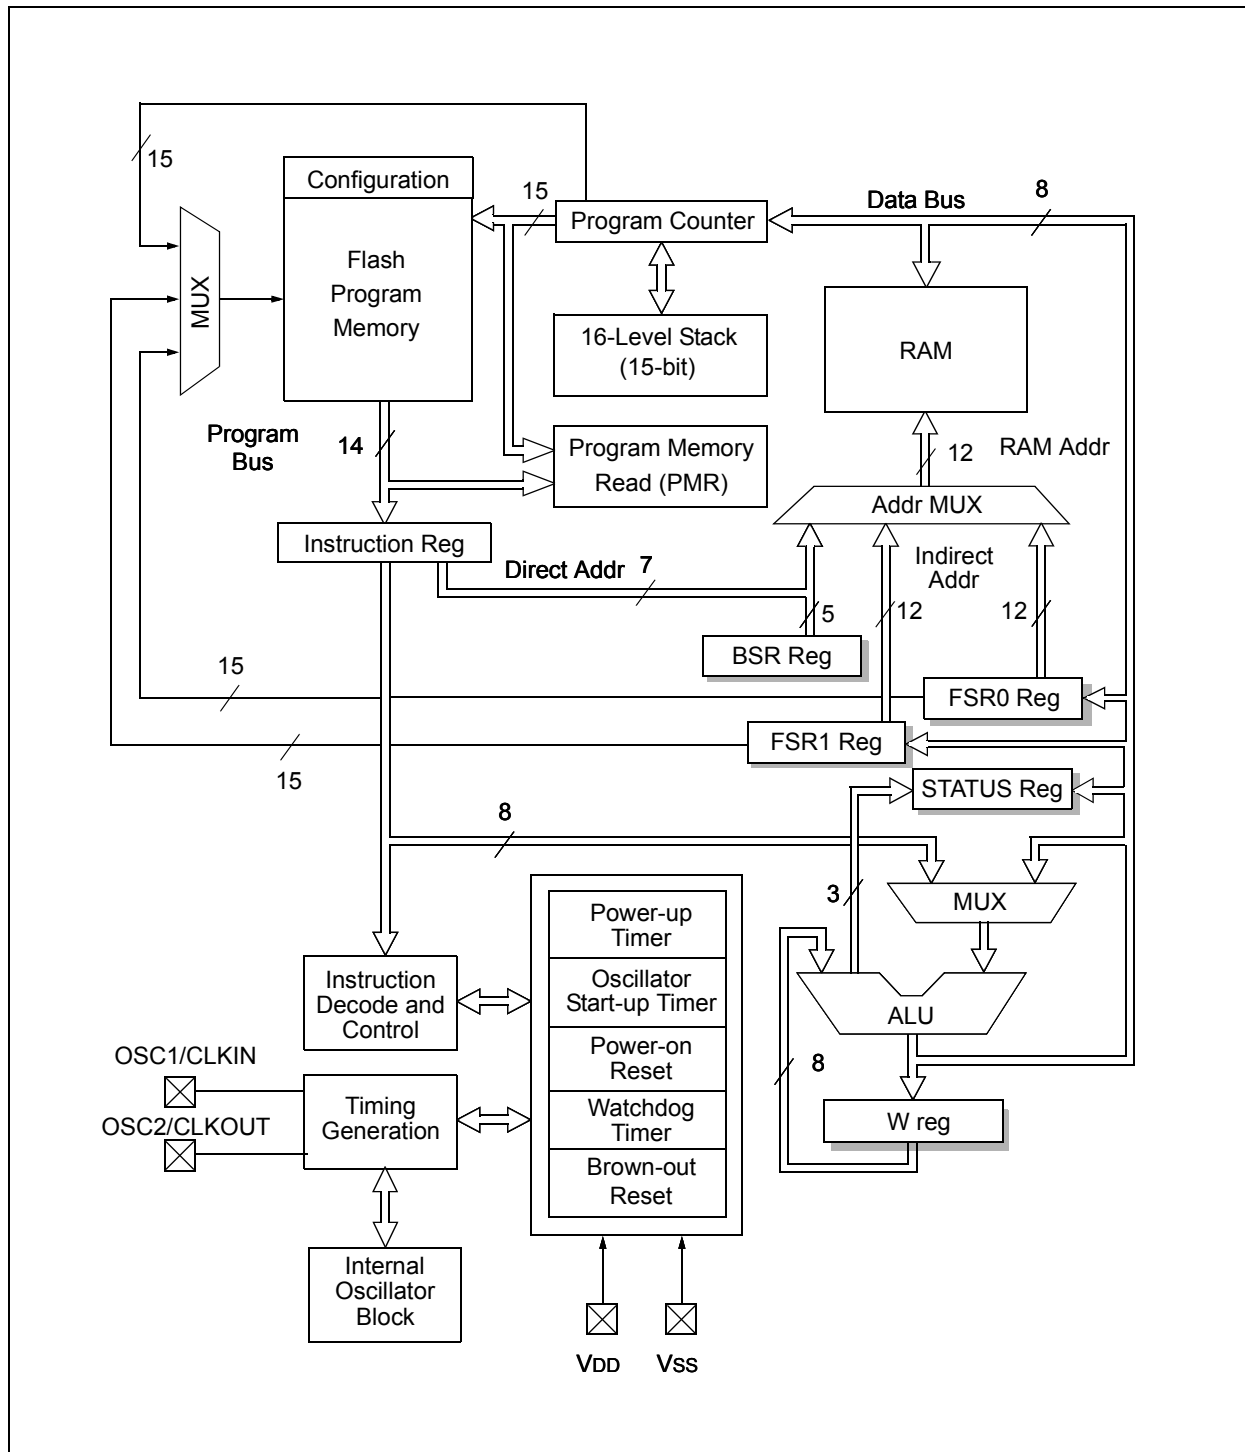 15
Configuration
15
Program Counter
Data Bus
8
MUX
Flash
Program
Memory
16-Level Stack
(15-bit)
RAM
Program
Bus
14
Program Memory
Read (PMR)
12
RAM Addr
Addr MUX
Instruction Reg
Direct Addr
7
Indirect
Addr
5
12
12
BSR Reg
15
FSR0 Reg
FSR1 Reg
15
STATUS Reg
8
3
MUX
Power-up
Timer
Oscillator
Start-up Timer
Power-on
Reset
Watchdog
Timer
Brown-out
Reset
Instruction
Decode and
Control
ALU
8
OSC1/CLKIN
OSC2/CLKOUT
Timing
Generation
W reg
Internal
Oscillator
Block
VDD
VSS